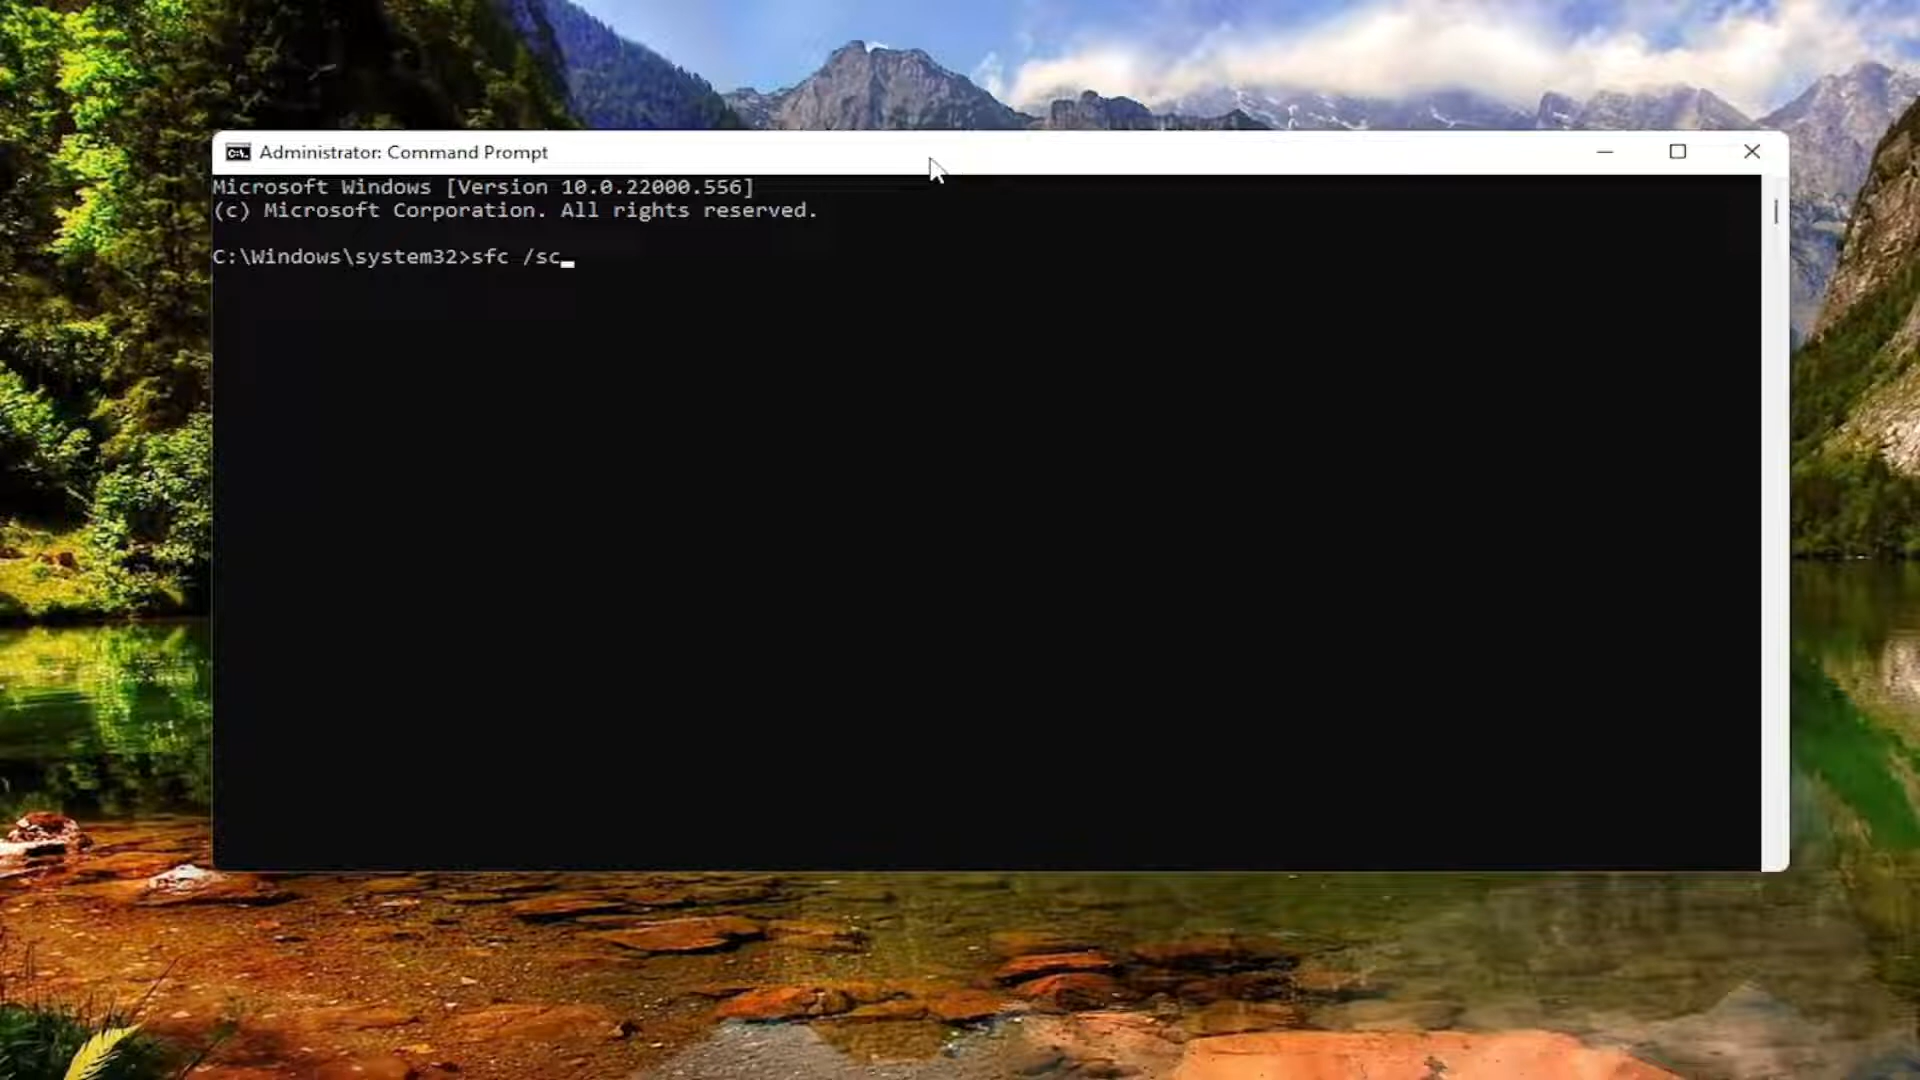 Administrator: Command Prompt
Microsoft Windows [Version 10.0.22000.556]
(c) Microsoft Corporation. All rights reserved.
C:\Windows\system32>sfc /sc